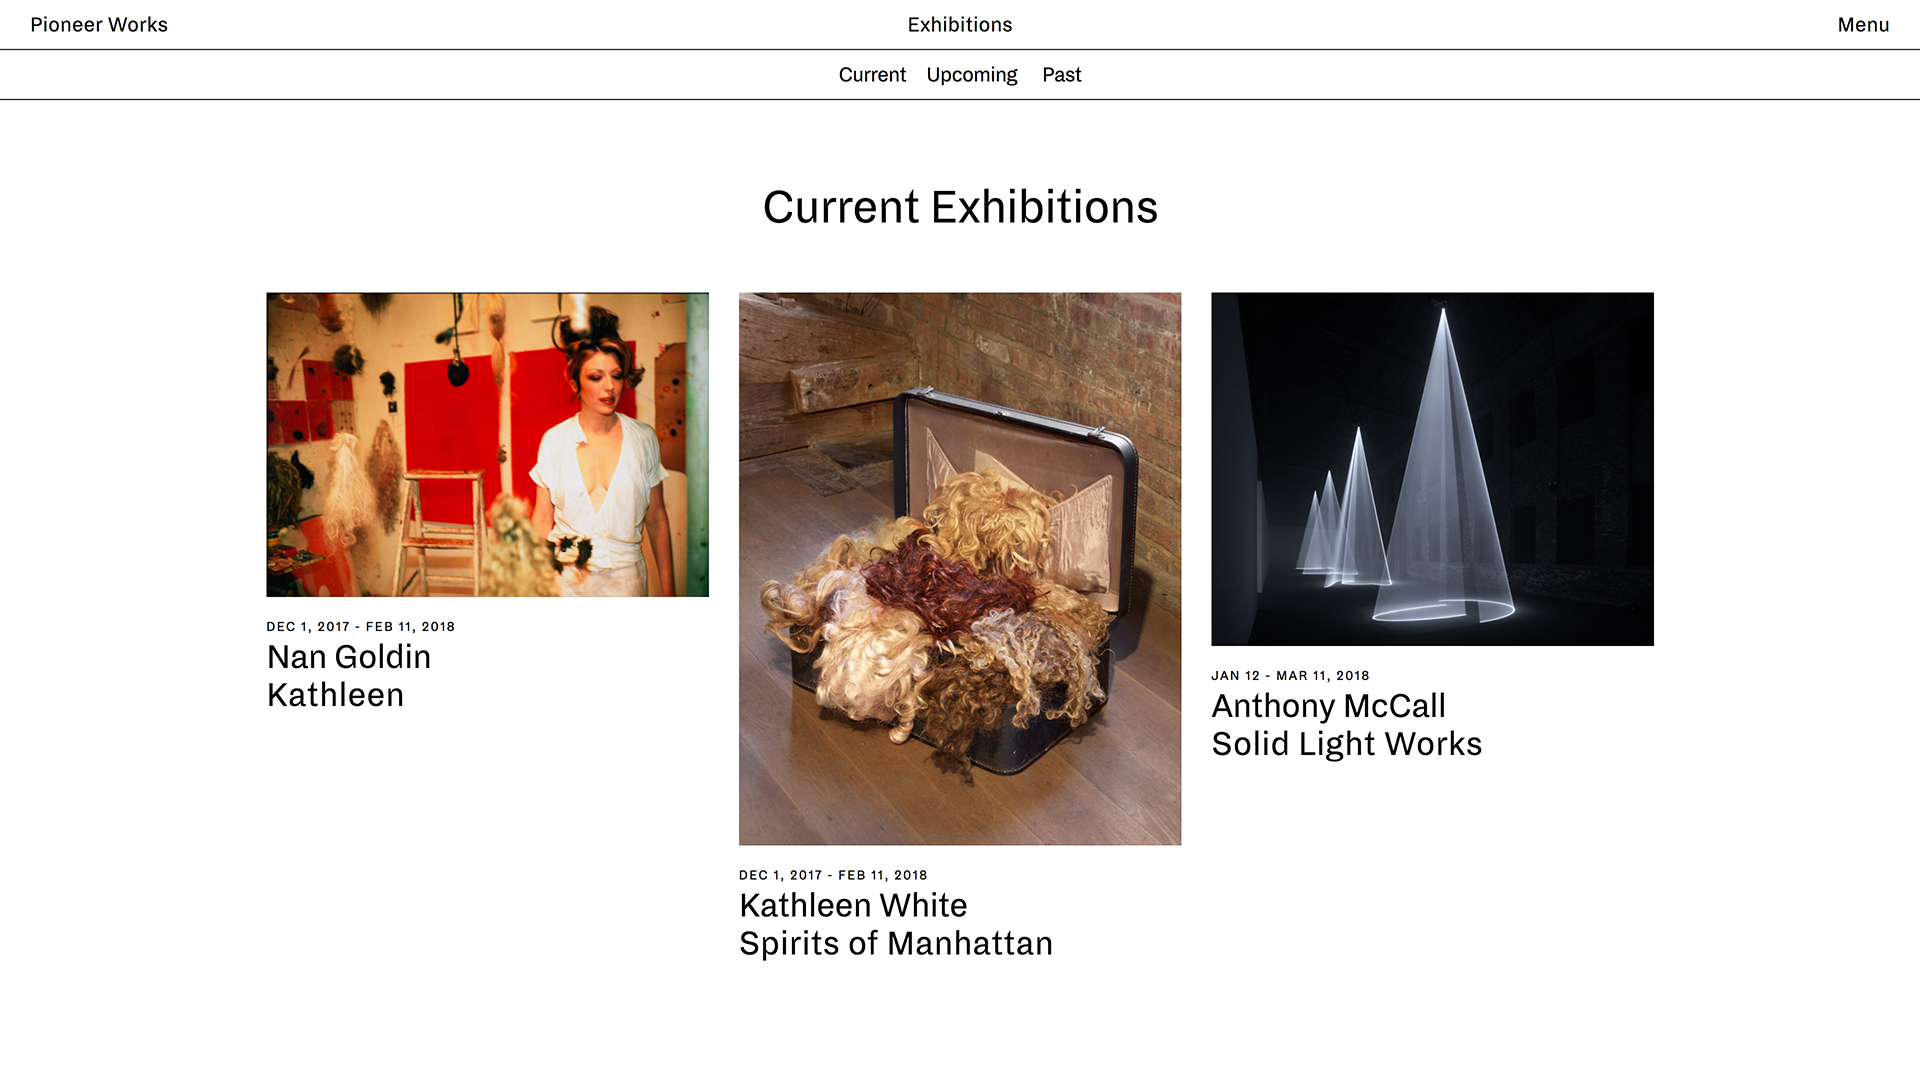 Pioneer Works
Exhibitions
Menu
Current
Upcoming
Past
Current Exhibitions
DEC 1, 2017 - FEB 11, 2018
Nan Goldin
Kathleen
DEC 1, 2017 - FEB 11, 2018
Kathleen White
Spirits of Manhattan
JAN 12 - MAR 11, 2018
Anthony McCall
Solid Light Works